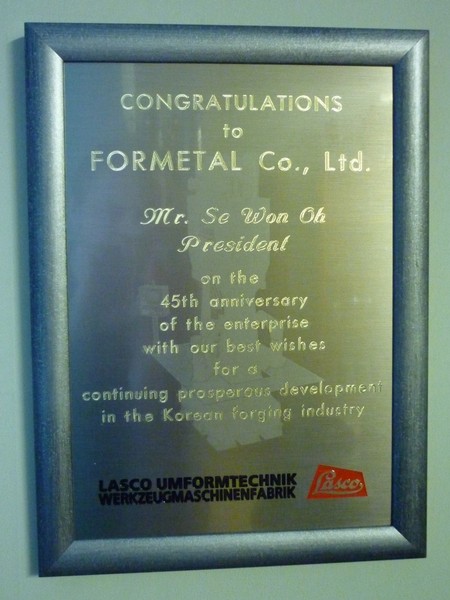 CONGRATULATIONS
to
FORMETAL Co., Ltd.
Mr. Se Won Oh
President
on the
45th anniversary
of the enterprise
with our best wishes
for a
continuing prosperous development
in the Korean forging industry
LASCO UMFORMTECHNIK
WERKZEUGMASCHINENFABRIK
Lasco